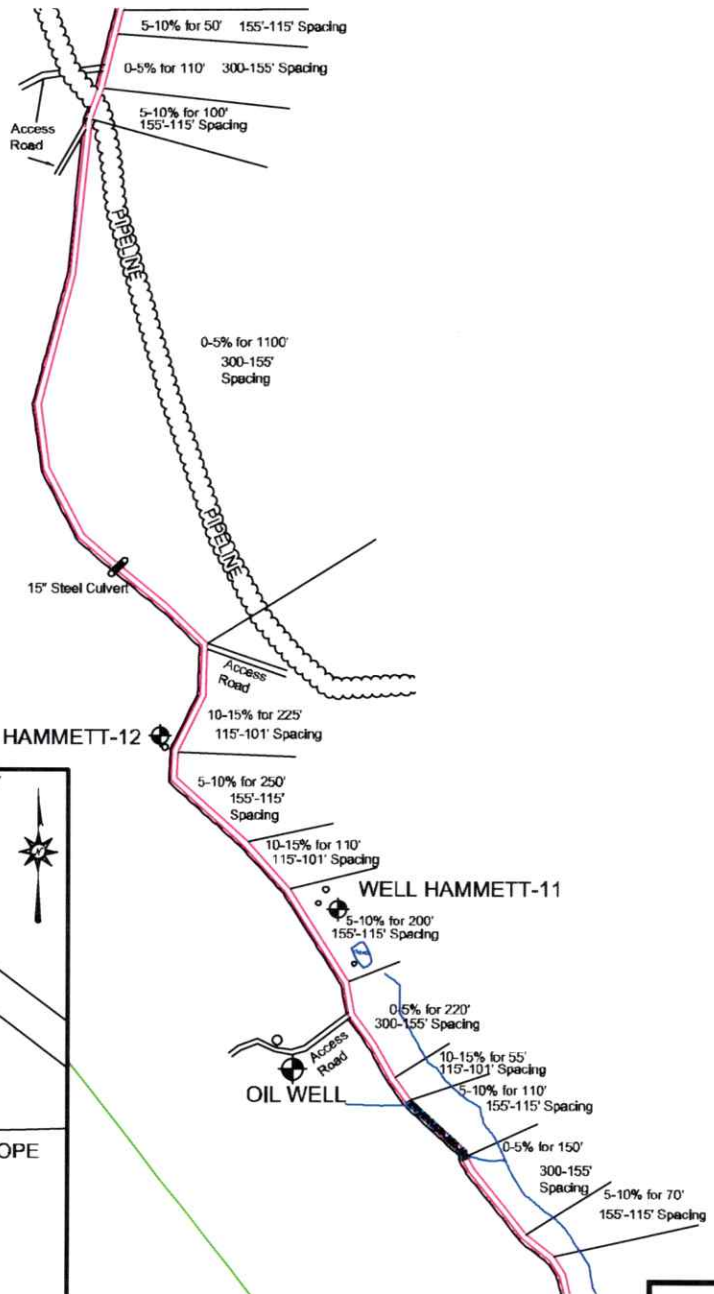 5-10% for 50' 155'-115' Spacing
0-5% for 110' 300-155' Spacing
5-10% for 100'
155'-115' Spacing
Access
Road
PIPELINE
0-5% for 1100'
300-155'
Spacing
PIPELINE
15" Steel Culvert
Access
Road
10-15% for 225'
115'-101' Spacing
HAMMETT-12
5-10% for 250'
155'-115'
Spacing
10-15% for 110'
115'-101' Spacing
WELL HAMMETT-11
5-10% for 200'
155'-115' Spacing
0-5% for 220'
300-155' Spacing
Access
Road
OIL WELL
10-15% for 55'
115'-101' Spacing
5-10% for 110'
155'-115' Spacing
0-5% for 150'
300-155'
Spacing
5-10% for 70'
155'-115' Spacing
OPE